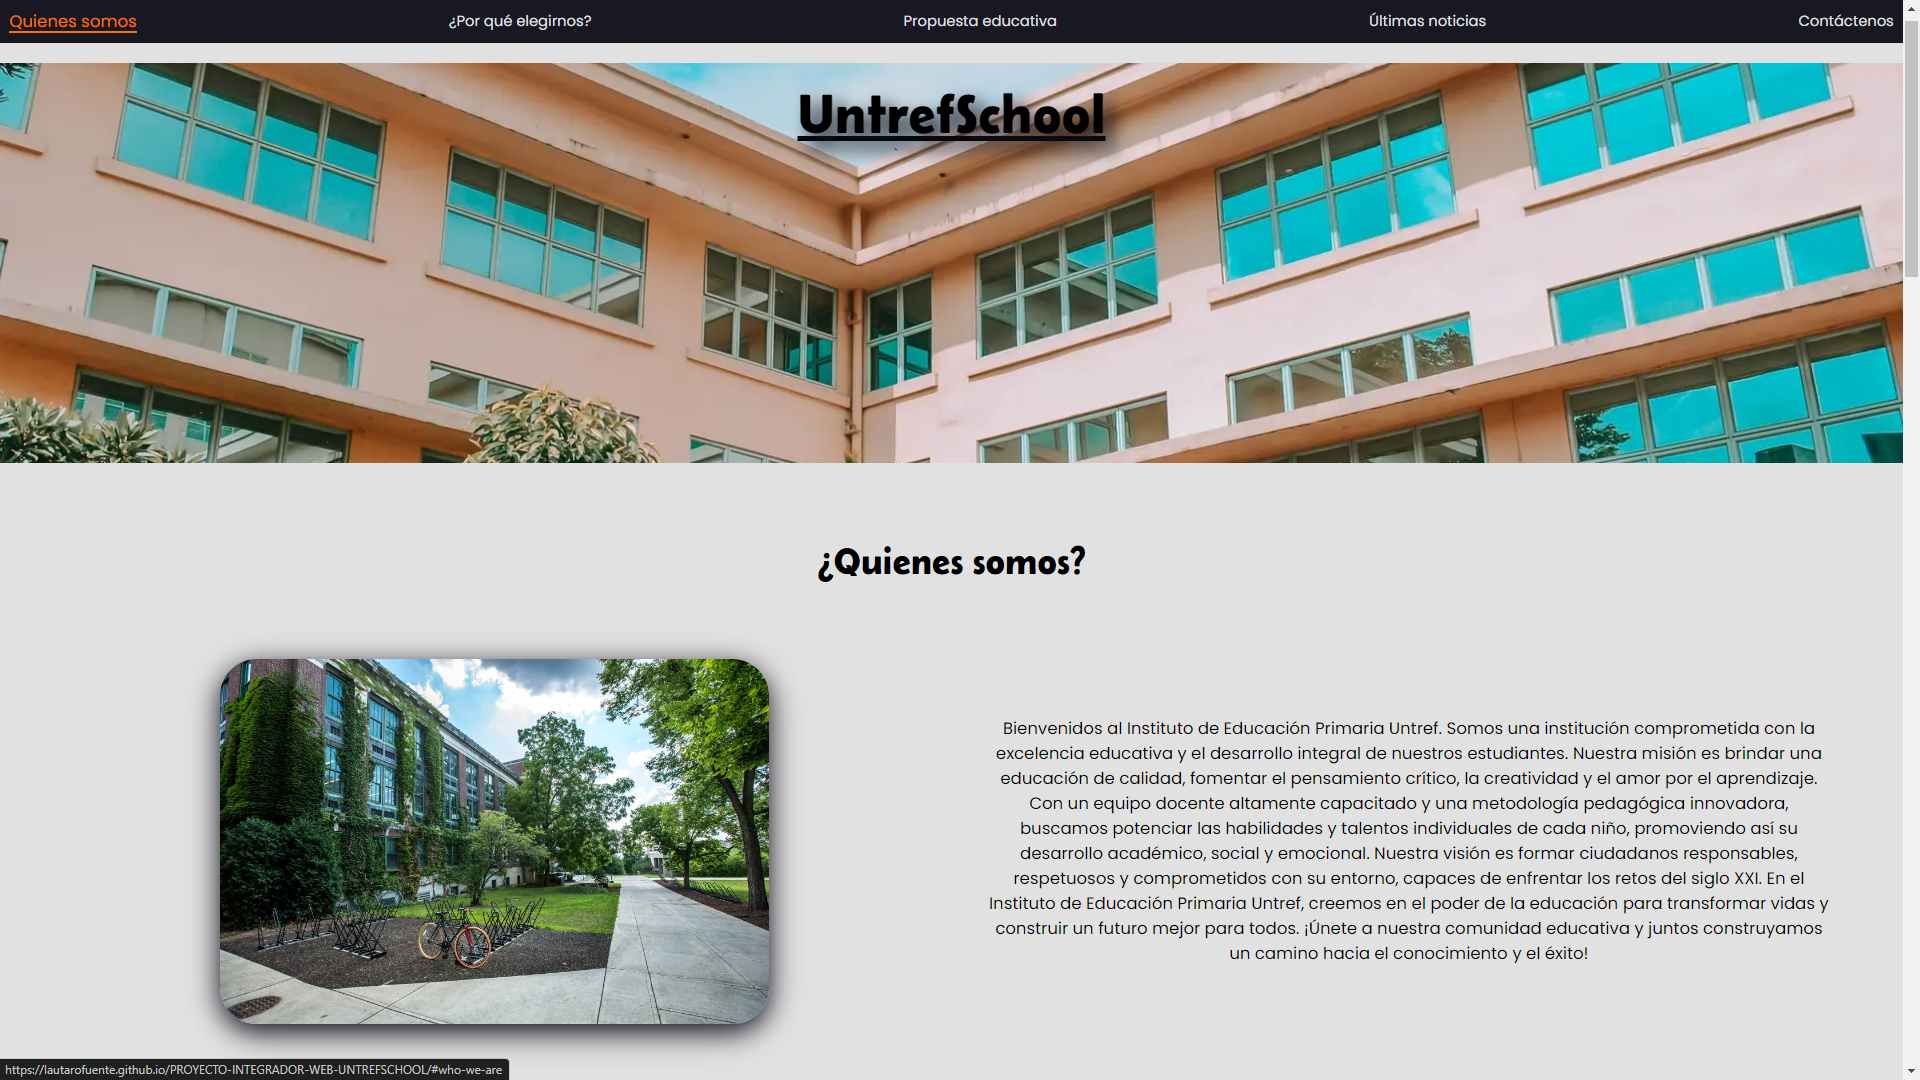 Quienes somos
¿Por qué elegirnos?
Propuesta educativa
Últimas noticias
Contáctenos
UntrefSchool
¿Quienes somos?
Bienvenidos al Instituto de Educación Primaria Untref. Somos una institución comprometida con la
excelencia educativa y el desarrollo integral de nuestros estudiantes. Nuestra misión es brindar una
educación de calidad, fomentar el pensamiento crítico, la creatividad y el amor por el aprendizaje.
Con un equipo docente altamente capacitado y una metodología pedagógica innovadora,
buscamos potenciar las habilidades y talentos individuales de cada niño, promoviendo así su
desarrollo académico, social y emocional. Nuestra visión es formar ciudadanos responsables,
respetuosos y comprometidos con su entorno, capaces de enfrentar los retos del siglo XXI. En el
Instituto de Educación Primaria Untref, creemos en el poder de la educación para transformar vidas y
construir un futuro mejor para todos. ¡Únete a nuestra comunidad educativa y juntos construyamos
un camino hacia el conocimiento y el éxito!
https://lautarofuente.github.io/PROYECTO-INTEGRADOR-WEB-UNTREFSCHOOL/#who-we-are